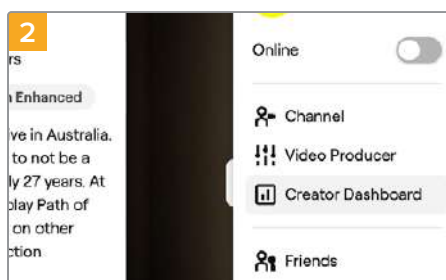 2
rs
Online
Enhanced
Channel
ve in Australia.
to not be a
Video Producer
ly 27 years. At
Creator Dashboard
play Path of
on other
ction
Friends